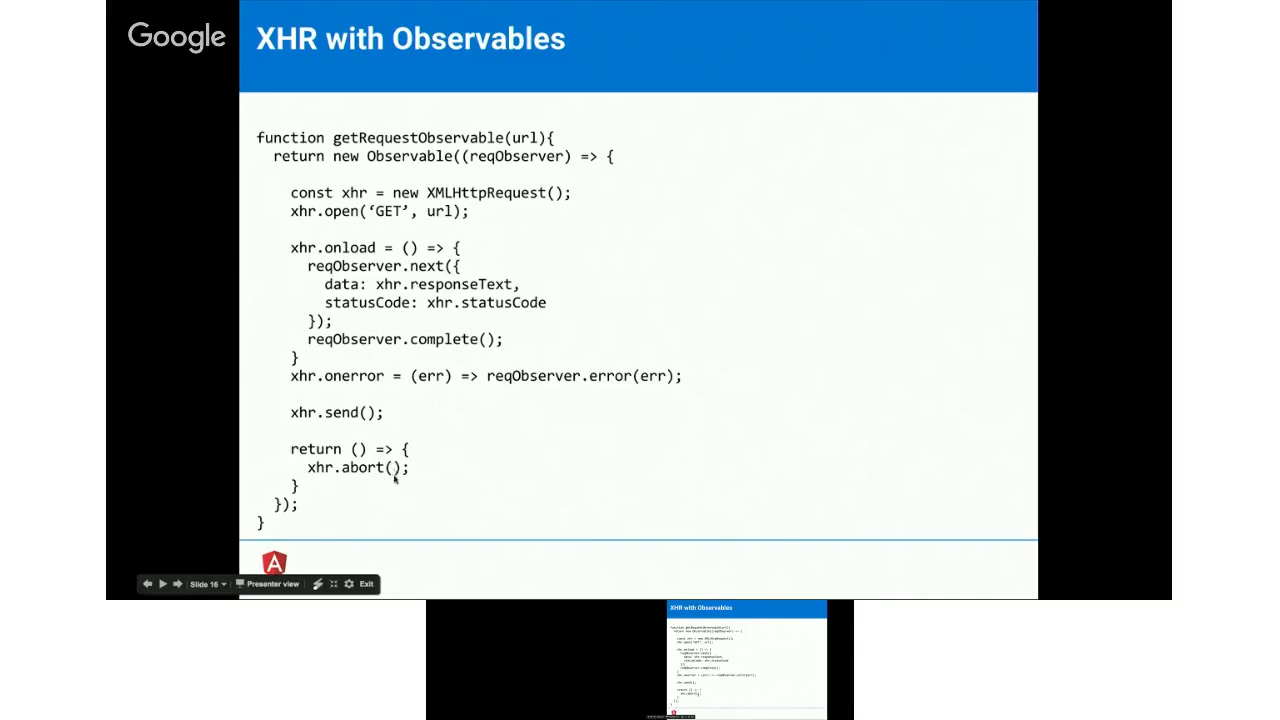 Google
XHR with Observables
function getRequestObservable(url){
  return new Observable((reqObserver) => {
    const xhr = new XMLHttpRequest();
    xhr.open(‘GET’, url);
    xhr.onload = () => {
      reqObserver.next({
        data: xhr.responseText,
        statusCode: xhr.statusCode
      });
      reqObserver.complete();
    }
    xhr.onerror = (err) => reqObserver.error(err);
    xhr.send();
    return () => {
      xhr.abort();
    }
  });
}
A
Slide 16 Presenter view Exit
XHR with Observables